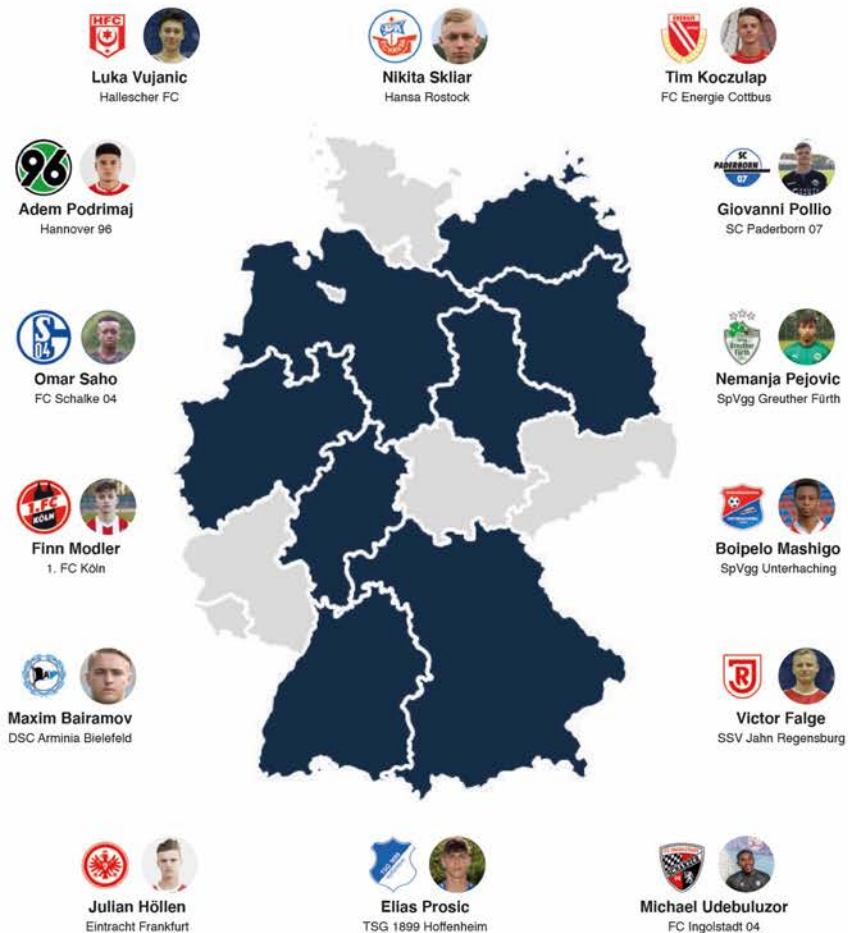 HFC
Luka Vujanic
Hallescher FC
Nikita Skliar
Hansa Rostock
Tim Koczulap
FC Energie Cottbus
96
Adem Podrimaj
Hannover 96
SC
PADERBORN
07
Giovanni Pollio
SC Paderborn 07
S
04
Omar Saho
FC Schalke 04
Greuther
Fürth
Nemanja Pejovic
SpVgg Greuther Fürth
1.FC
KÖLN
Finn Modler
1. FC Köln
Boipelo Mashigo
SpVgg Unterhaching
A
Maxim Bairamov
DSC Arminia Bielefeld
R
Victor Falge
SSV Jahn Regensburg
Julian Höllen
Eintracht Frankfurt
Elias Prosic
TSG 1899 Hoffenheim
Michael Udebuluzor
FC Ingolstadt 04